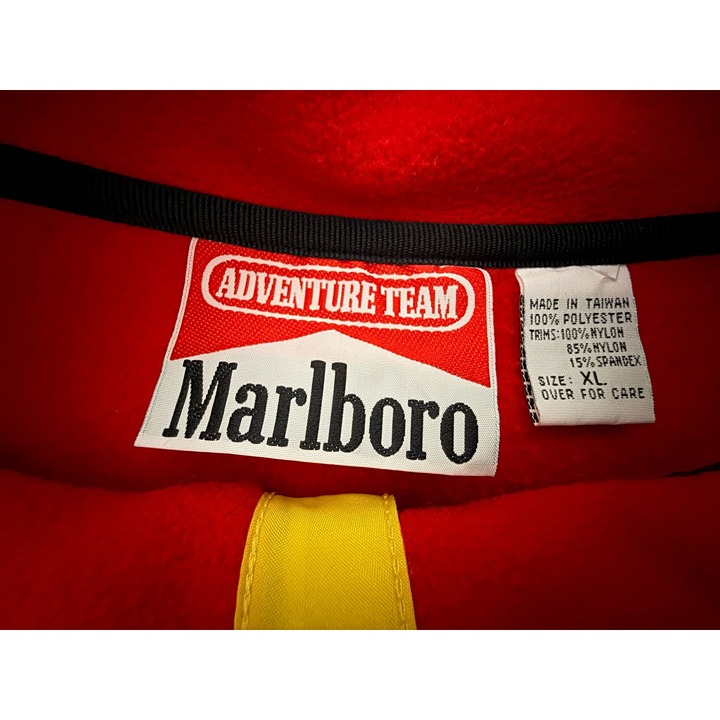 ADVENTURE TEAM
Marlboro
MADE IN TAIWAN
100% POLYESTER
TRIMS:100%NYLON
85%NYLON
15%SPANDEX
SIZE: XL
OVER FOR CARE